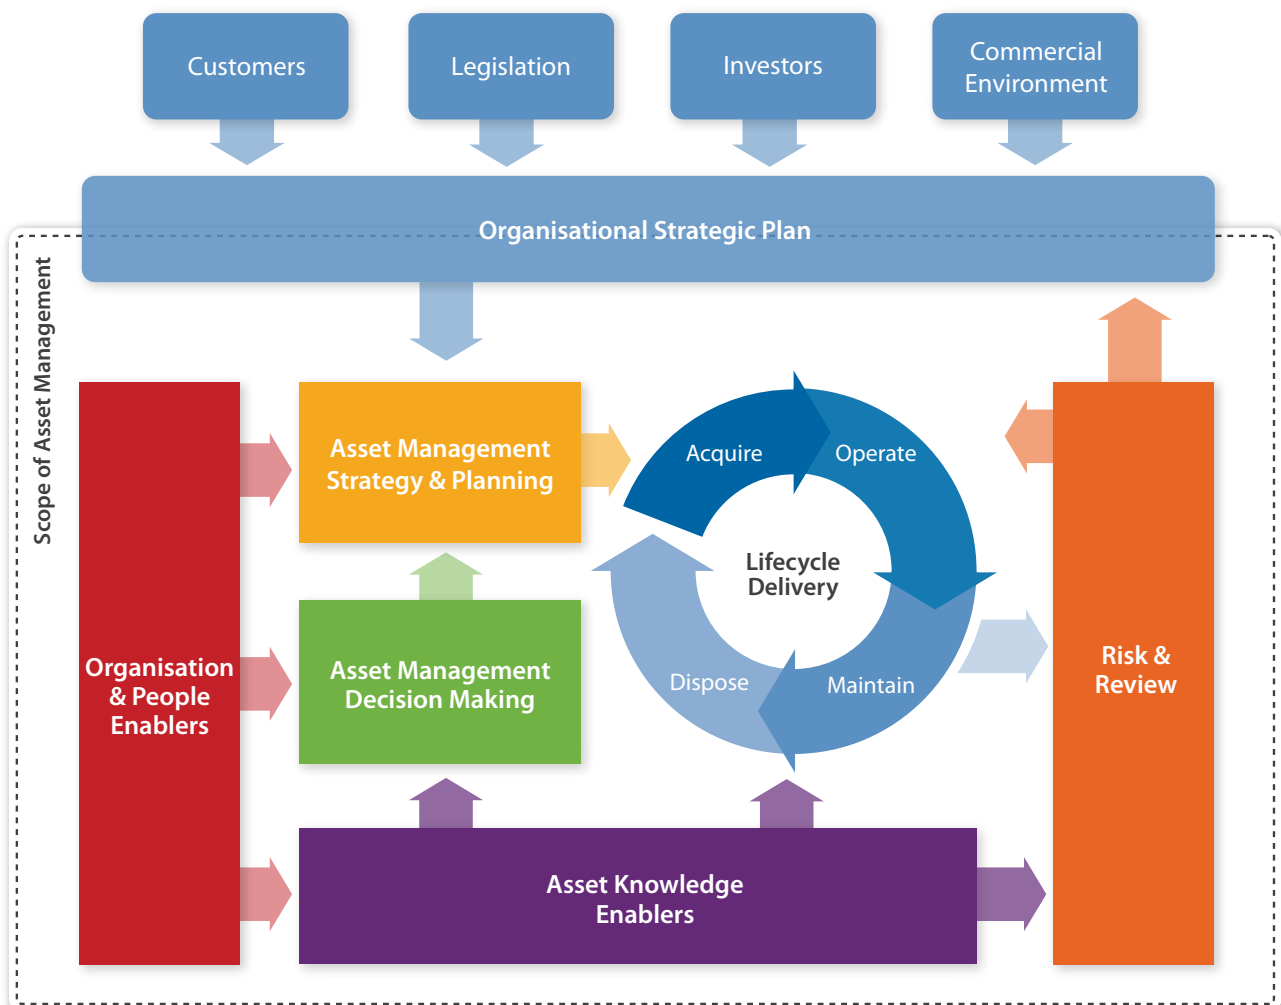 Customers
Legislation
Investors
Commercial
Environment
Organisational Strategic Plan
Scope of Asset Management
Asset Management
Strategy & Planning
Acquire
Operate
Lifecycle
Delivery
Organisation
& People
Enablers
Asset Management
Decision Making
Dispose
Maintain
Risk &
Review
Asset Knowledge
Enablers